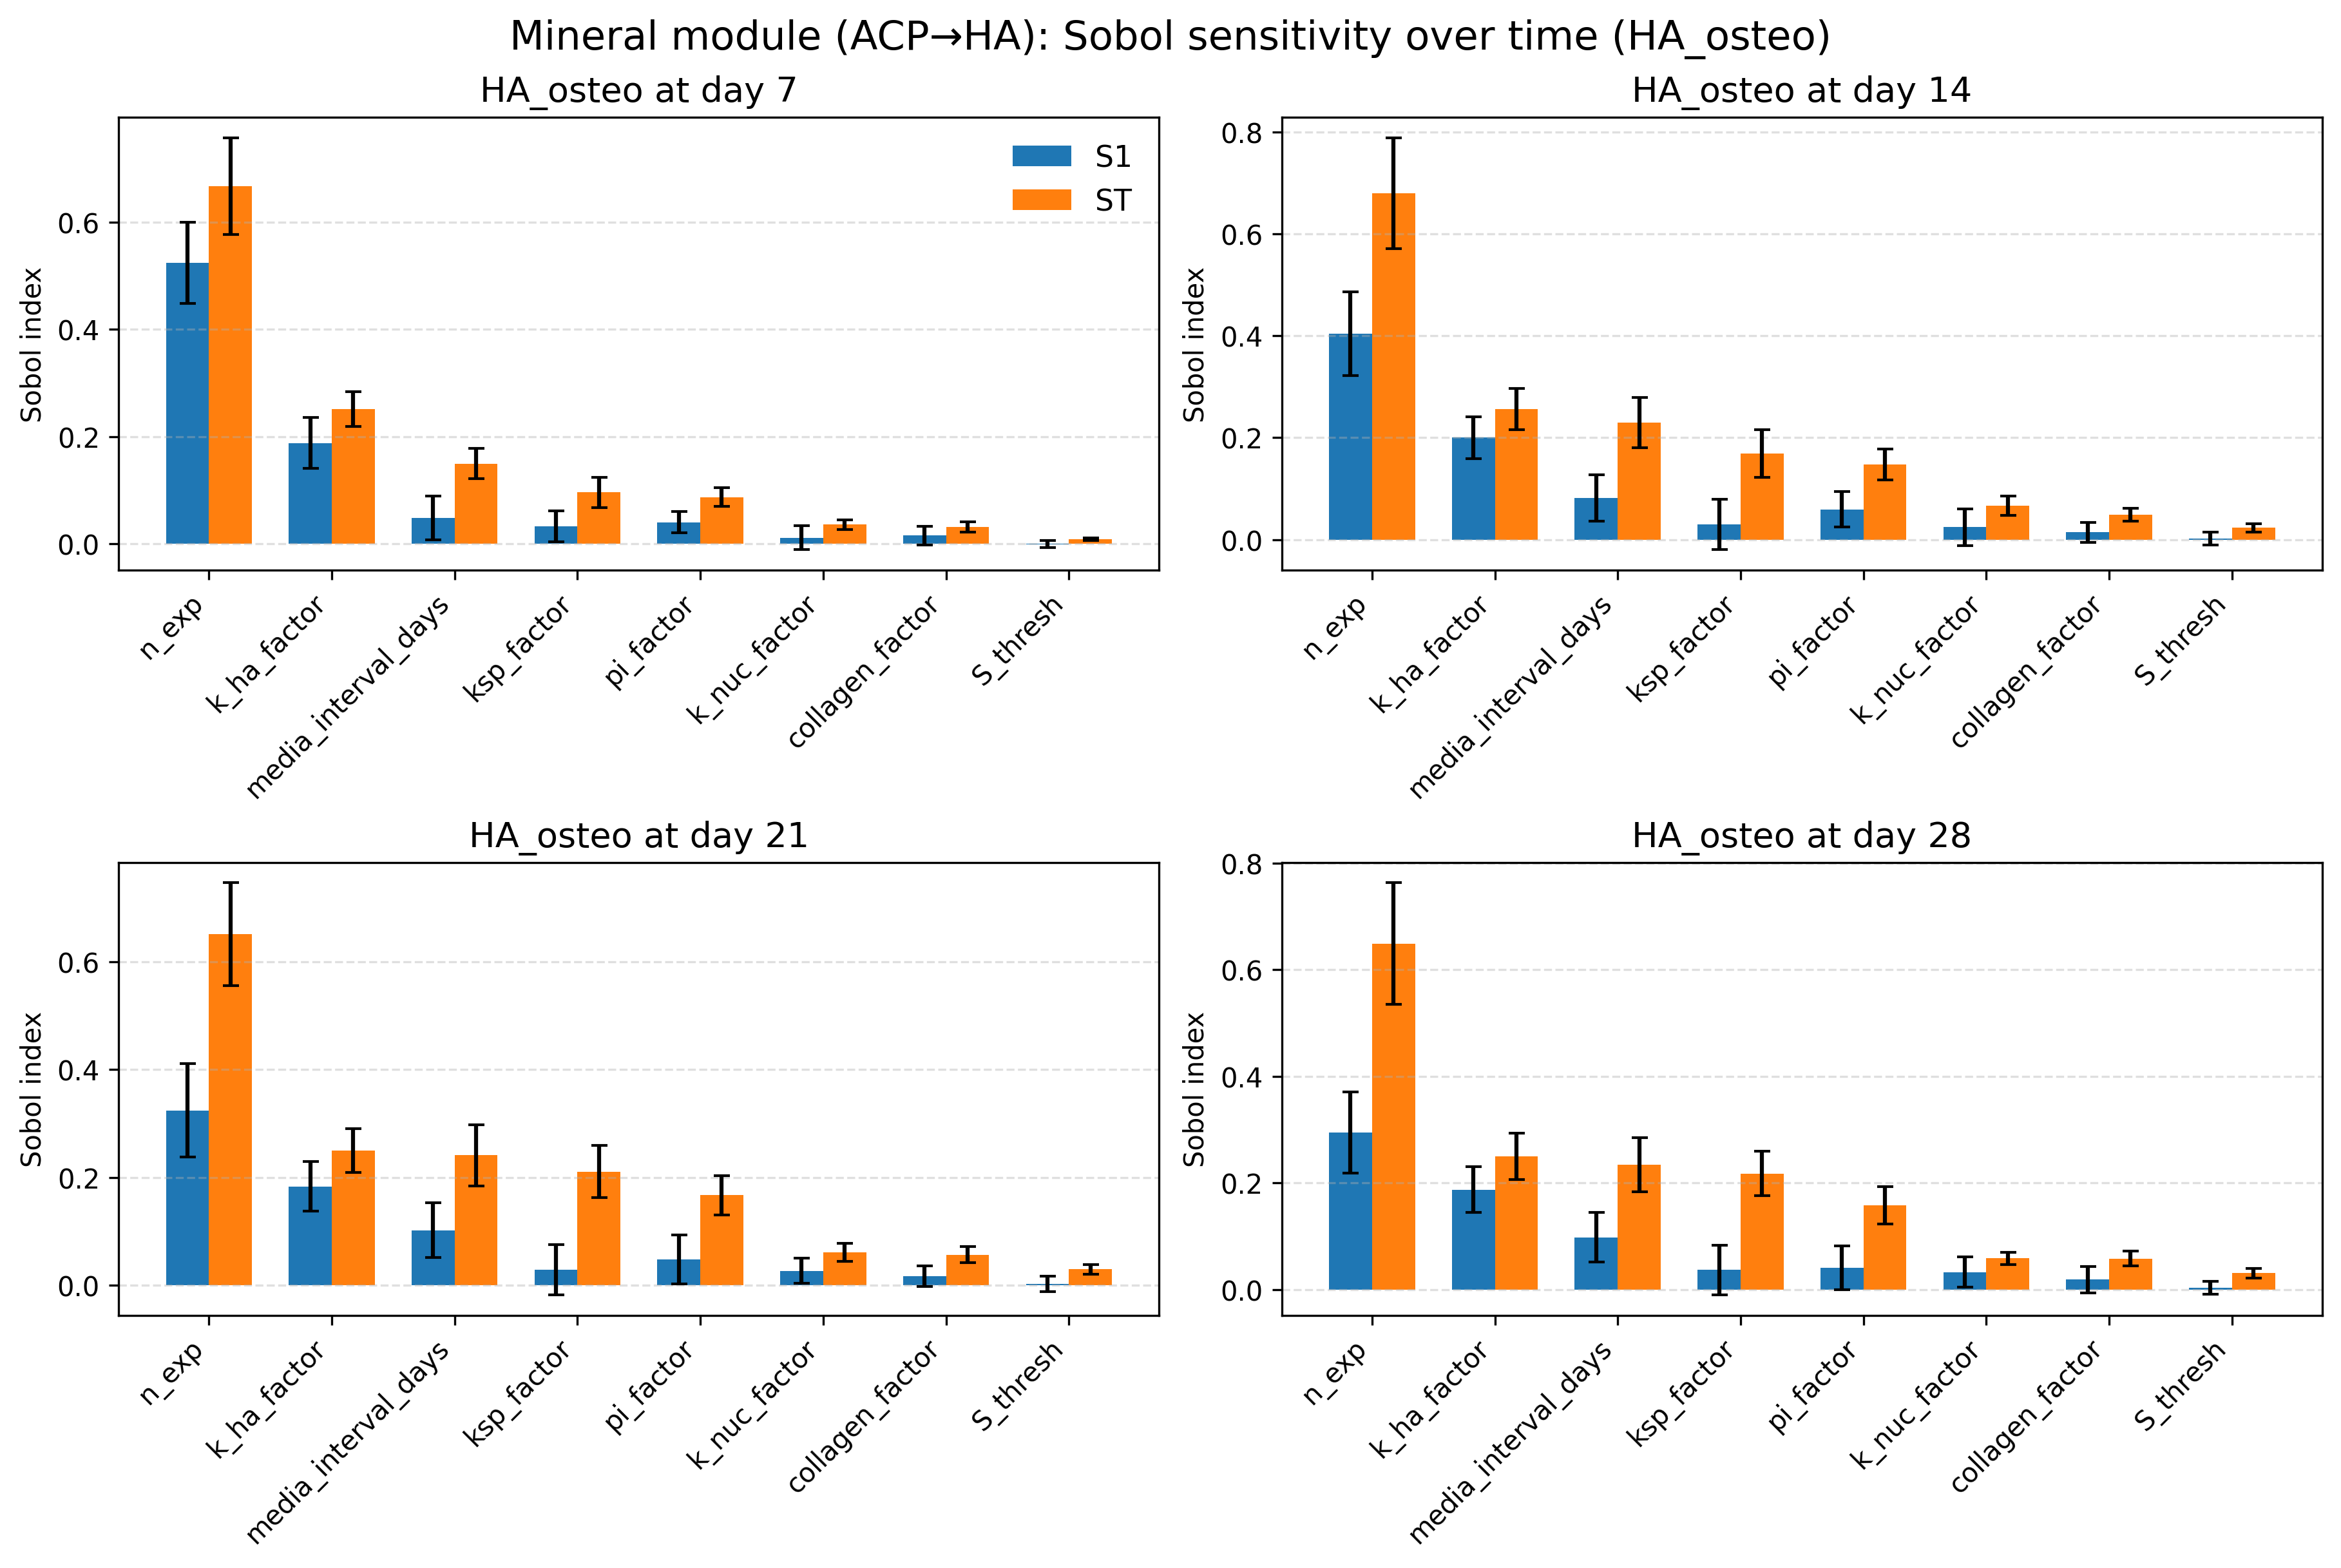 Mineral module (ACP→HA): Sobol sensitivity over time (HA_osteo)
HA_osteo at day 7
Sobol index
0.6
0.4
0.2
0.0
S1
ST
n_exp
k_ha_factor
media_interval_days
ksp_factor
pi_factor
k_nuc_factor
collagen_factor
S_thresh
HA_osteo at day 14
Sobol index
0.8
0.6
0.4
0.2
0.0
n_exp
k_ha_factor
media_interval_days
ksp_factor
pi_factor
k_nuc_factor
collagen_factor
S_thresh
HA_osteo at day 21
Sobol index
0.6
0.4
0.2
0.0
n_exp
k_ha_factor
media_interval_days
ksp_factor
pi_factor
k_nuc_factor
collagen_factor
S_thresh
HA_osteo at day 28
Sobol index
0.8
0.6
0.4
0.2
0.0
n_exp
k_ha_factor
media_interval_days
ksp_factor
pi_factor
k_nuc_factor
collagen_factor
S_thresh